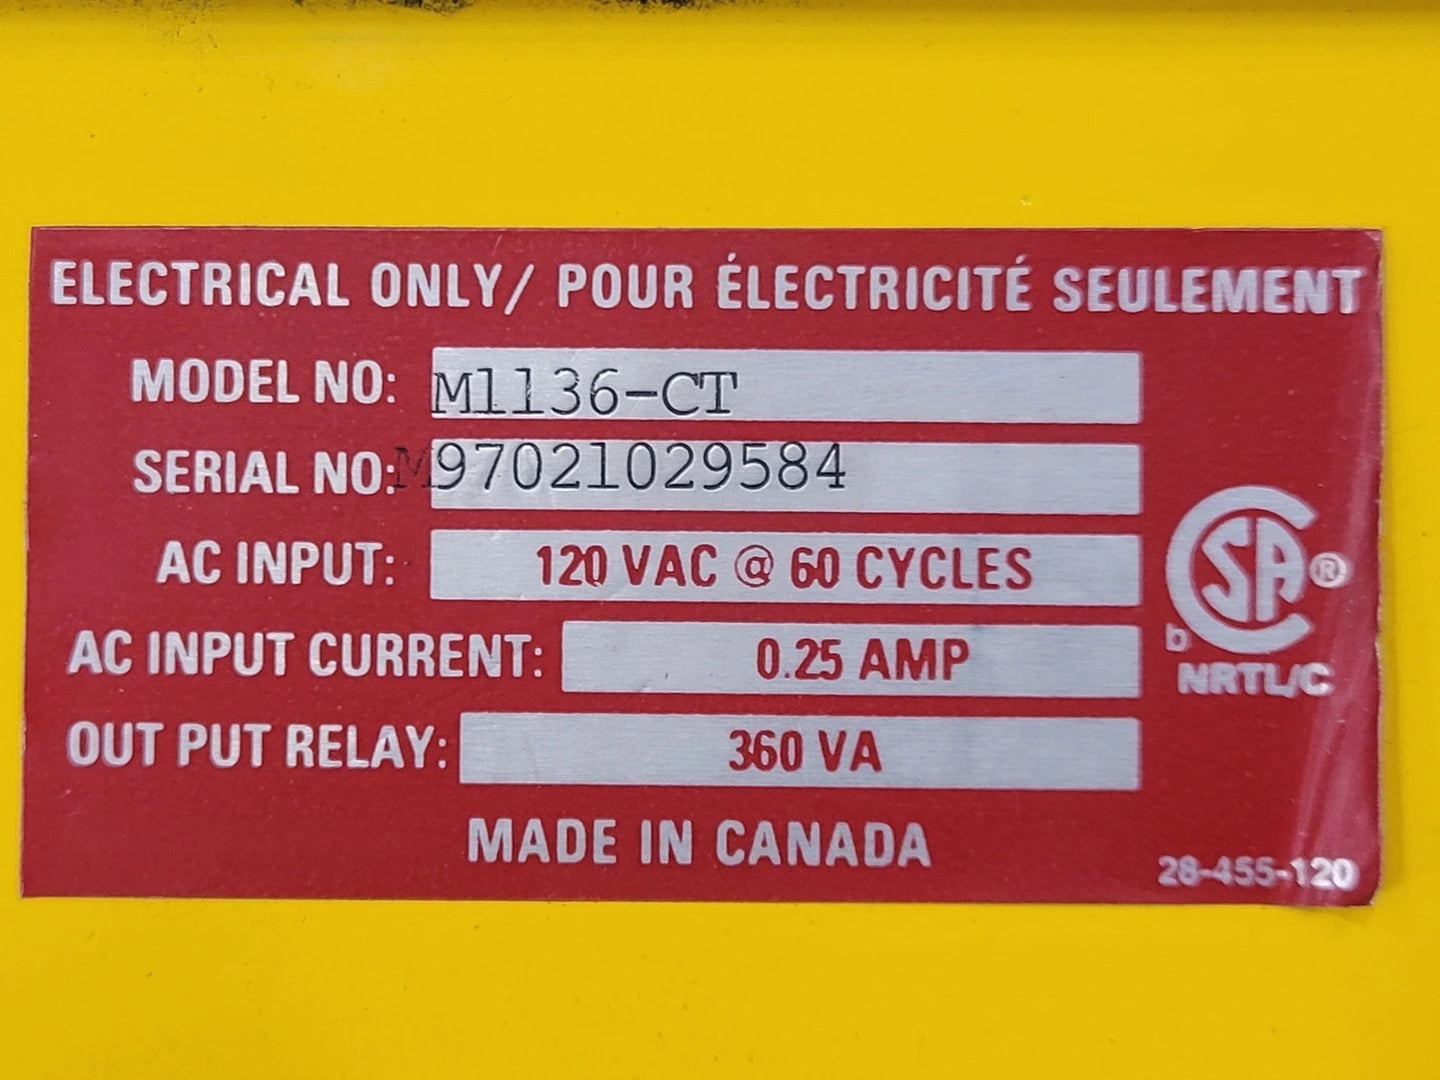 ELECTRICAL ONLY/ POUR ÉLECTRICITÉ SEULEMENT
MODEL NO: M1136-CT
SERIAL NO: M97021029584
AC INPUT: 120 VAC @ 60 CYCLES
AC INPUT CURRENT: 0.25 AMP
OUT PUT RELAY: 360 VA
MADE IN CANADA
CSA ®
b
NRTL/C
28-455-120